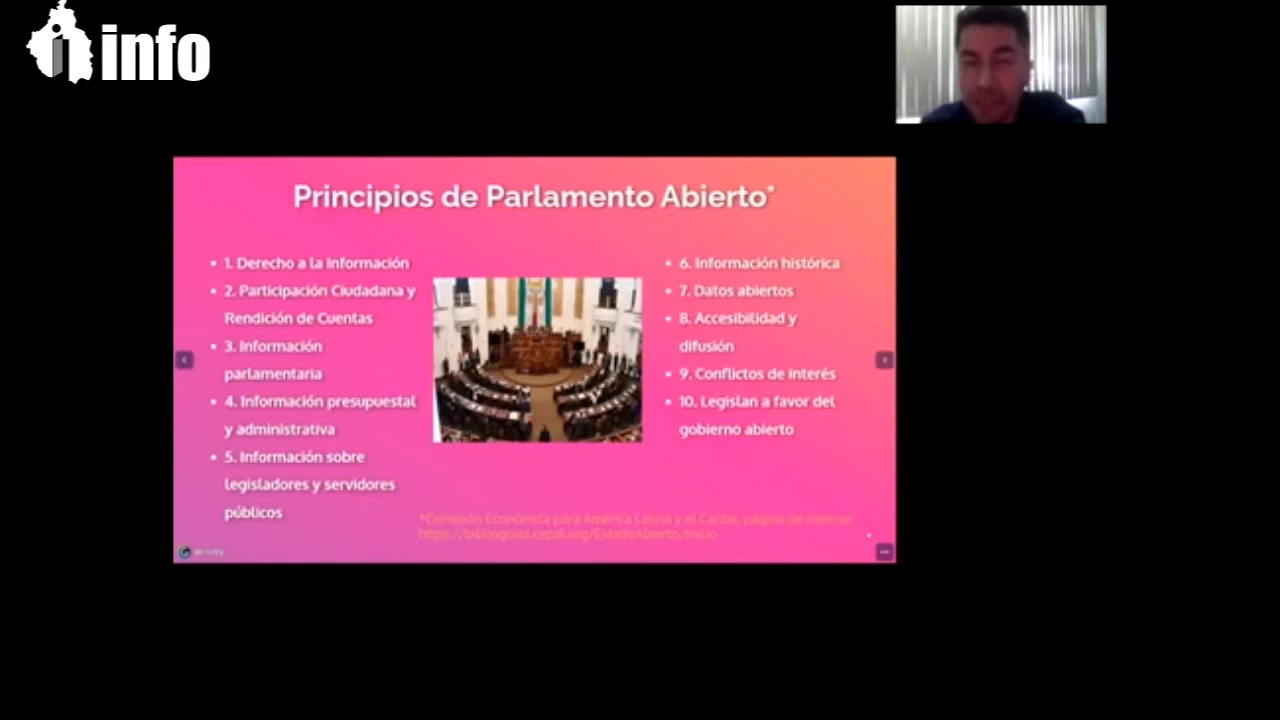 info
Principios de Parlamento Abierto*
• 1. Derecho a la Información
• 2. Participación Ciudadana y
Rendición de Cuentas
• 3. Información
parlamentaria
• 4. Información presupuestal
y administrativa
• 5. Información sobre
legisladores y servidores
públicos
• 6. Información histórica
• 7. Datos abiertos
• 8. Accesibilidad y
difusión
• 9. Conflictos de interés
• 10. Legislan a favor del
gobierno abierto
*Comisión Económica para América Latina y el Caribe, página de internet
https://biblioguias.cepal.org/EstadoAbierto/Inicio